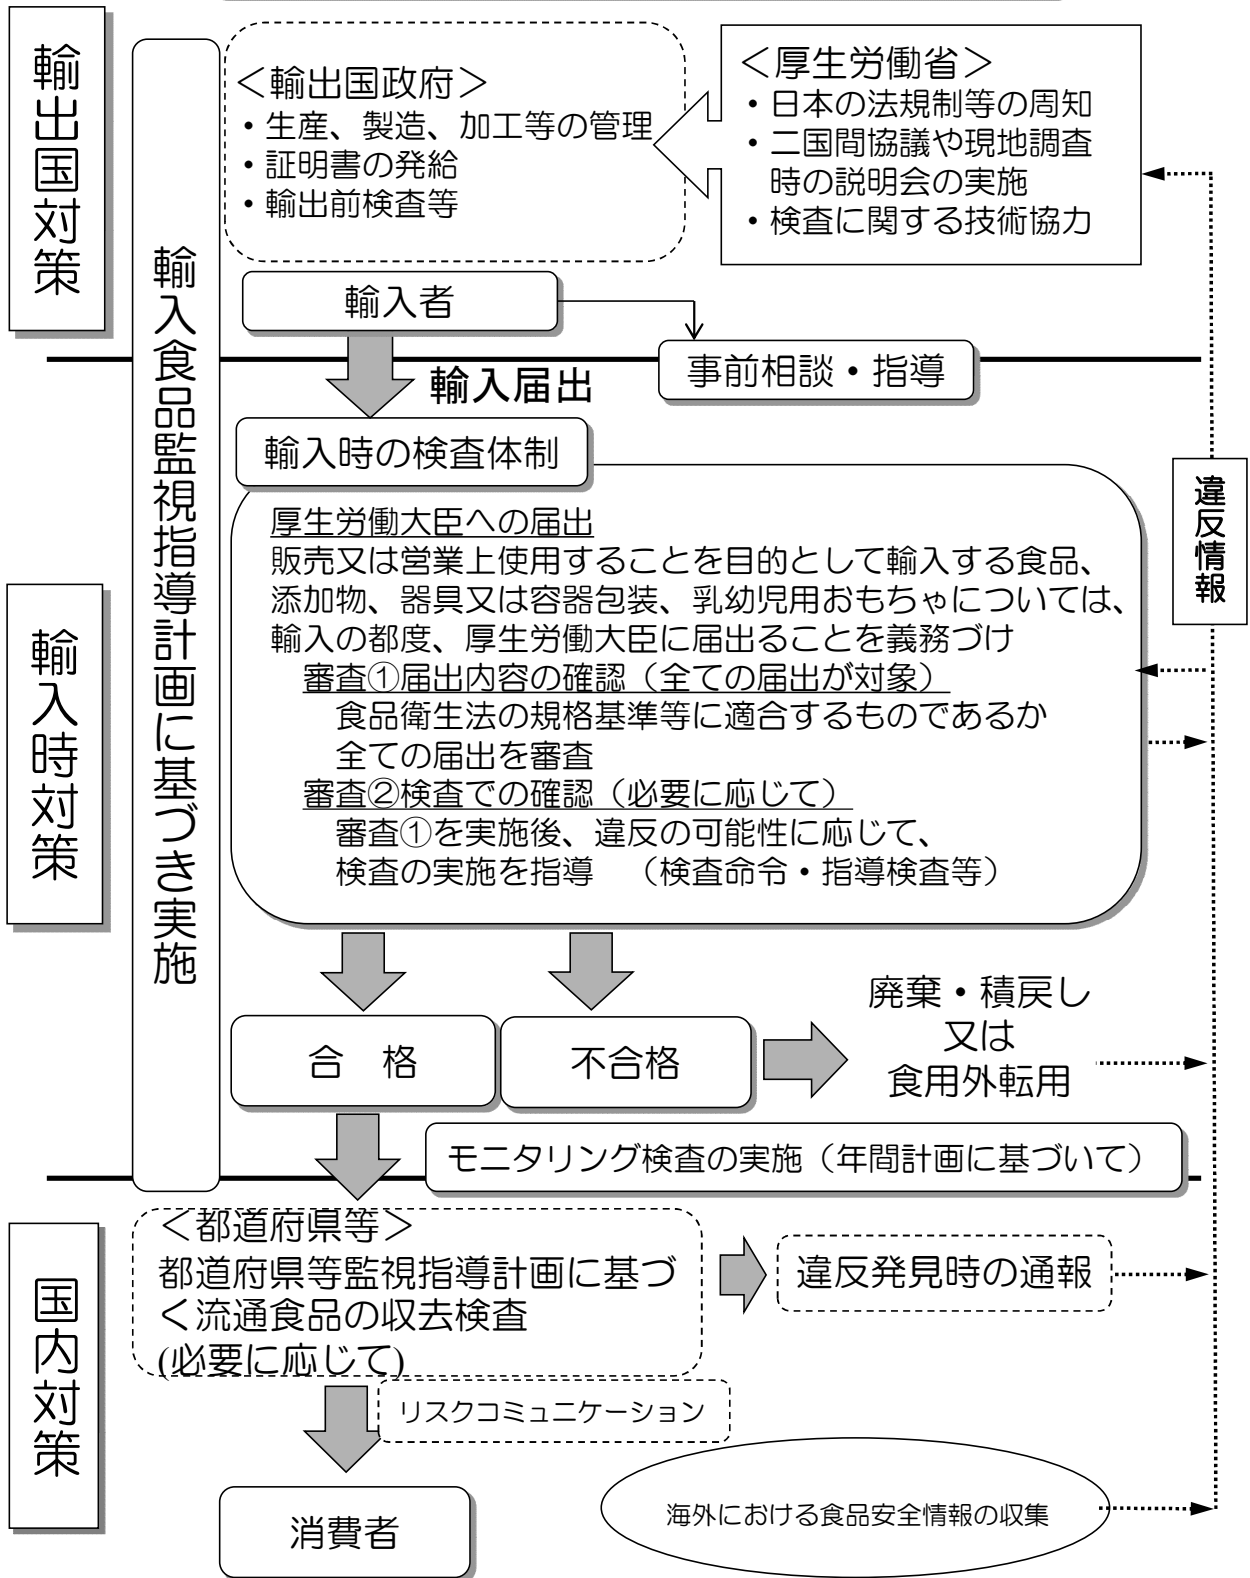 輸出国対策
輸入食品監視指導計画に基づき実施
＜輸出国政府＞
・生産、製造、加工等の管理
・証明書の発給
・輸出前検査等
＜厚生労働省＞
・日本の法規制等の周知
・二国間協議や現地調査
時の説明会の実施
・検査に関する技術協力
輸入者
事前相談・指導
輸入届出
輸入時対策
輸入時の検査体制
厚生労働大臣への届出
販売又は営業上使用することを目的として輸入する食品、
添加物、器具又は容器包装、乳幼児用おもちゃについては、
輸入の都度、厚生労働大臣に届出ることを義務づけ
審査①届出内容の確認（全ての届出が対象）
食品衛生法の規格基準等に適合するものであるか
全ての届出を審査
審査②検査での確認（必要に応じて）
審査①を実施後、違反の可能性に応じて、
検査の実施を指導　（検査命令・指導検査等）
違反情報
合　格
不合格
廃棄・積戻し
又は
食用外転用
モニタリング検査の実施（年間計画に基づいて）
国内対策
＜都道府県等＞
都道府県等監視指導計画に基づ
く流通食品の収去検査
(必要に応じて)
違反発見時の通報
リスクコミュニケーション
消費者
海外における食品安全情報の収集